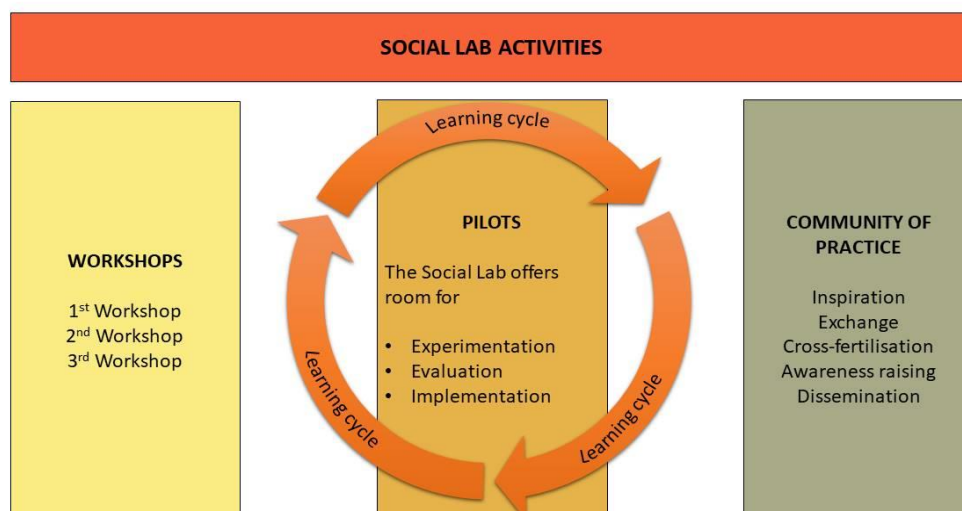 SOCIAL LAB ACTIVITIES
WORKSHOPS
1st Workshop
2nd Workshop
3rd Workshop
Learning cycle
PILOTS
The Social Lab offers
room for
• Experimentation
• Evaluation
• Implementation
Learning cycle
Learning cycle
COMMUNITY OF
PRACTICE
Inspiration
Exchange
Cross-fertilisation
Awareness raising
Dissemination